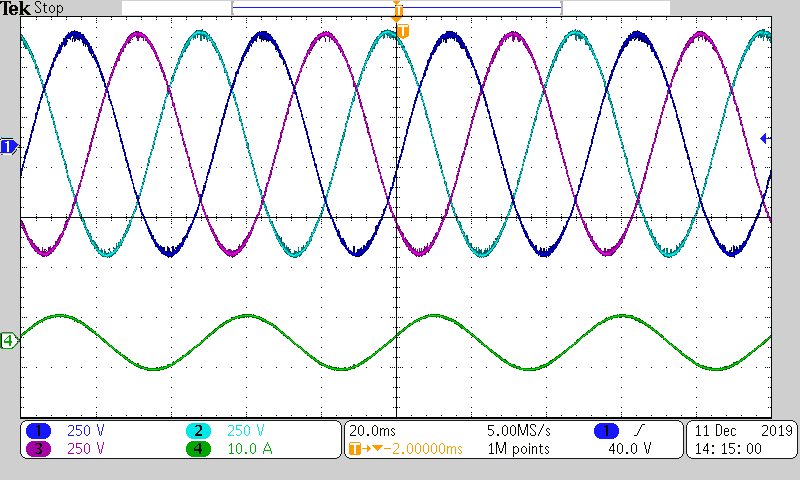 Tek Stop
T
T
1
4
1 250 V 2 250 V
3 250 V 4 10.0 A
20.0ms 5.00MS/s 1 40.0 V
T→▼−2.00000ms 1M points
11 Dec 2019
14:15:00